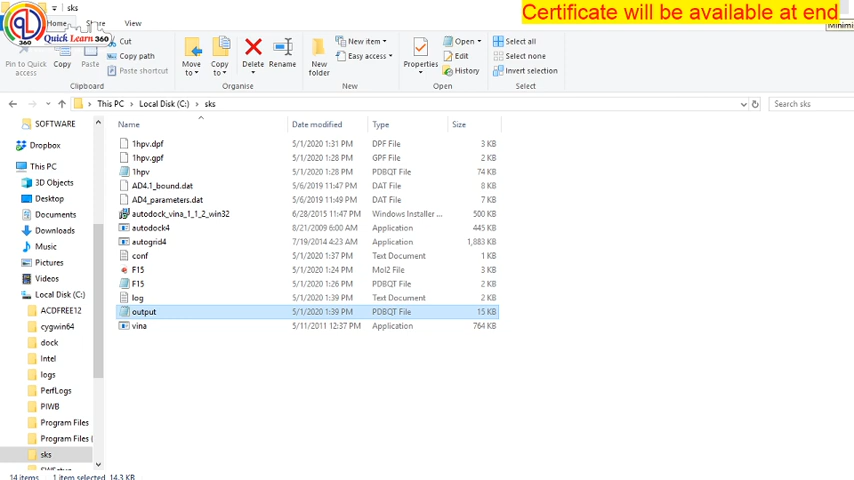 sks
Certificate will be available at end
Minimi
Home
Share
View
QL
360
Quick Learn 360
Pin to Quick access
Copy
Paste
Cut
Copy path
Paste shortcut
Clipboard
Move to
Copy to
Delete
Rename
Organise
New folder
New item
Easy access
New
Properties
Open
Edit
History
Open
Select all
Select none
Invert selection
Select
This PC
Local Disk (C:)
sks
Search sks
SOFTWARE
Dropbox
This PC
3D Objects
Desktop
Documents
Downloads
Music
Pictures
Videos
Local Disk (C:)
ACDFREE12
cygwin64
dock
Intel
logs
PerfLogs
PIWB
Program Files
Program Files (
sks
Name Date modified Type Size
1hpv.dpf 5/1/2020 1:31 PM DPF File 3 KB
1hpv.gpf 5/1/2020 1:28 PM GPF File 2 KB
1hpv 5/1/2020 1:28 PM PDBQT File 74 KB
AD4.1_bound.dat 5/6/2019 11:47 PM DAT File 8 KB
AD4_parameters.dat 5/6/2019 11:49 PM DAT File 7 KB
autodock_vina_1_1_2_win32 6/28/2015 11:47 PM Windows Installer ... 500 KB
autodock4 8/21/2009 6:00 AM Application 445 KB
autogrid4 7/19/2014 4:23 AM Application 1,883 KB
conf 5/1/2020 1:37 PM Text Document 1 KB
F15 5/1/2020 1:24 PM Mol2 File 3 KB
F15 5/1/2020 1:26 PM PDBQT File 2 KB
log 5/1/2020 1:39 PM Text Document 2 KB
output 5/1/2020 1:39 PM PDBQT File 15 KB
vina 5/11/2011 12:37 PM Application 764 KB
14 items 1 item selected 14.3 KB